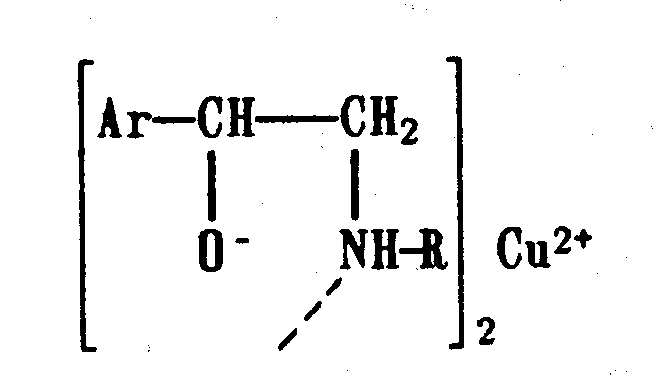 Ar—CH—CH₂
O⁻ NH–R
2
Cu²⁺